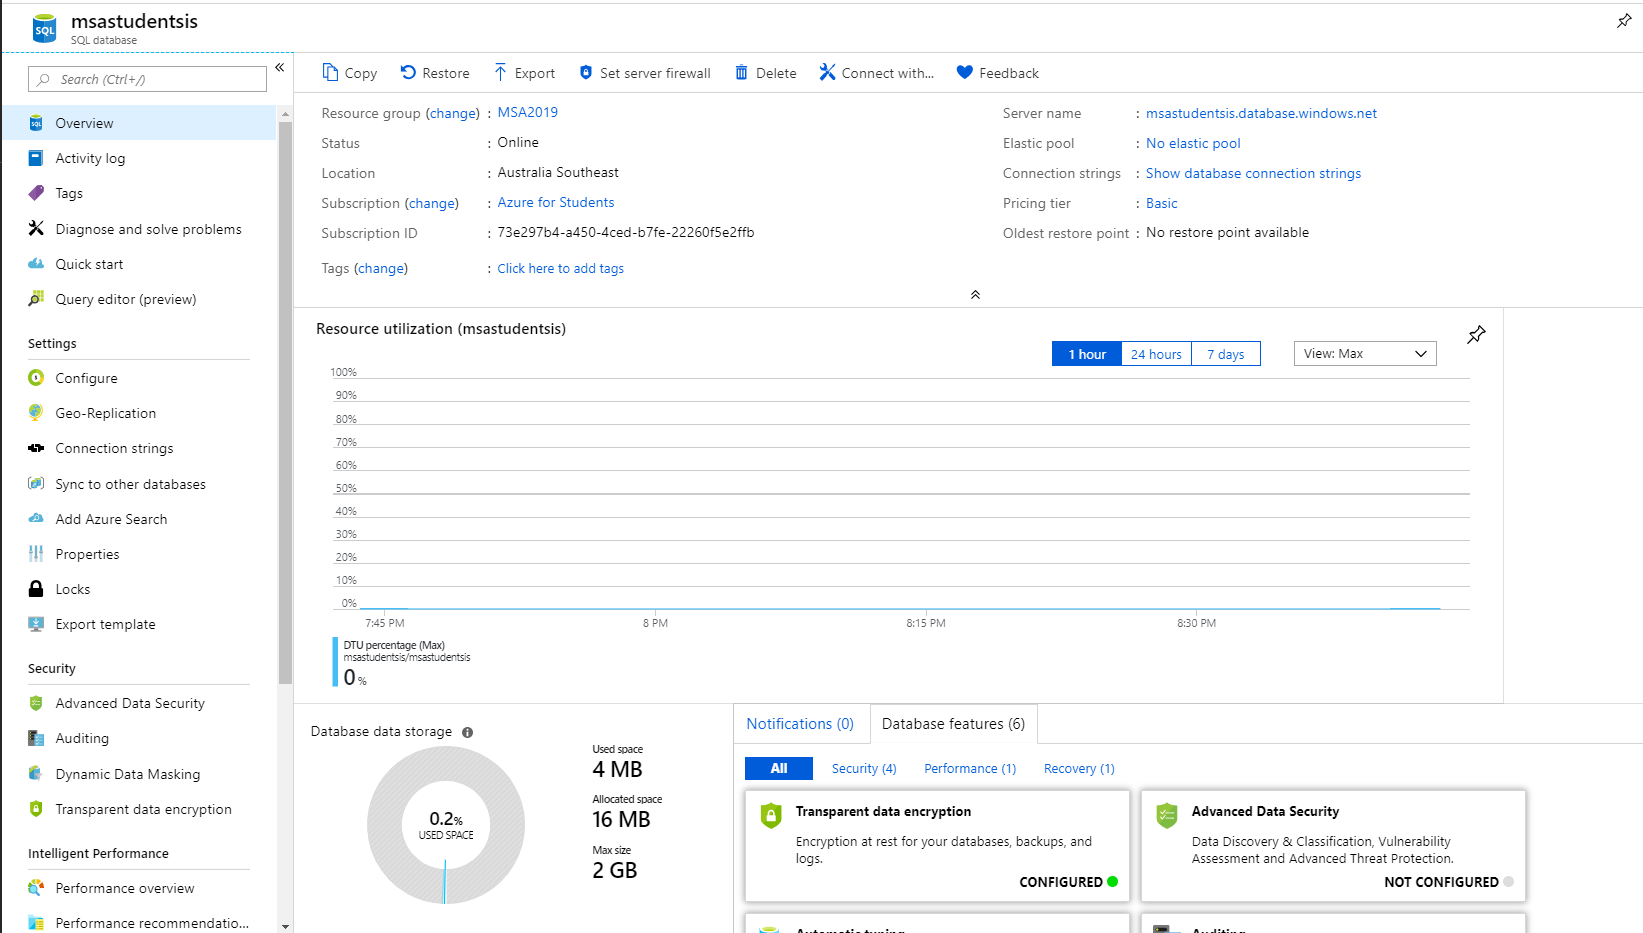 msastudentsis
SQL database
Search (Ctrl+/)
Overview
Activity log
Tags
Diagnose and solve problems
Quick start
Query editor (preview)
Settings
Configure
Geo-Replication
Connection strings
Sync to other databases
Add Azure Search
Properties
Locks
Export template
Security
Advanced Data Security
Auditing
Dynamic Data Masking
Transparent data encryption
Intelligent Performance
Performance overview
Performance recommendatio...
Copy Restore Export Set server firewall Delete Connect with... Feedback
Resource group (change) : MSA2019
Status : Online
Location : Australia Southeast
Subscription (change) : Azure for Students
Subscription ID : 73e297b4-a450-4ced-b7fe-22260f5e2ffb
Tags (change) : Click here to add tags
Server name : msastudentsis.database.windows.net
Elastic pool : No elastic pool
Connection strings : Show database connection strings
Pricing tier : Basic
Oldest restore point : No restore point available
Resource utilization (msastudentsis)
1 hour 24 hours 7 days View: Max
100%
90%
80%
70%
60%
50%
40%
30%
20%
10%
0%
7:45 PM 8 PM 8:15 PM 8:30 PM
DTU percentage (Max)
msastudentsis/msastudentsis
0 %
Database data storage
0.2%
USED SPACE
Used space
4 MB
Allocated space
16 MB
Max size
2 GB
Notifications (0) Database features (6)
All Security (4) Performance (1) Recovery (1)
Transparent data encryption
Encryption at rest for your databases, backups, and
logs.
CONFIGURED
Advanced Data Security
Data Discovery & Classification, Vulnerability
Assessment and Advanced Threat Protection.
NOT CONFIGURED
Automatic tuning
Auditing